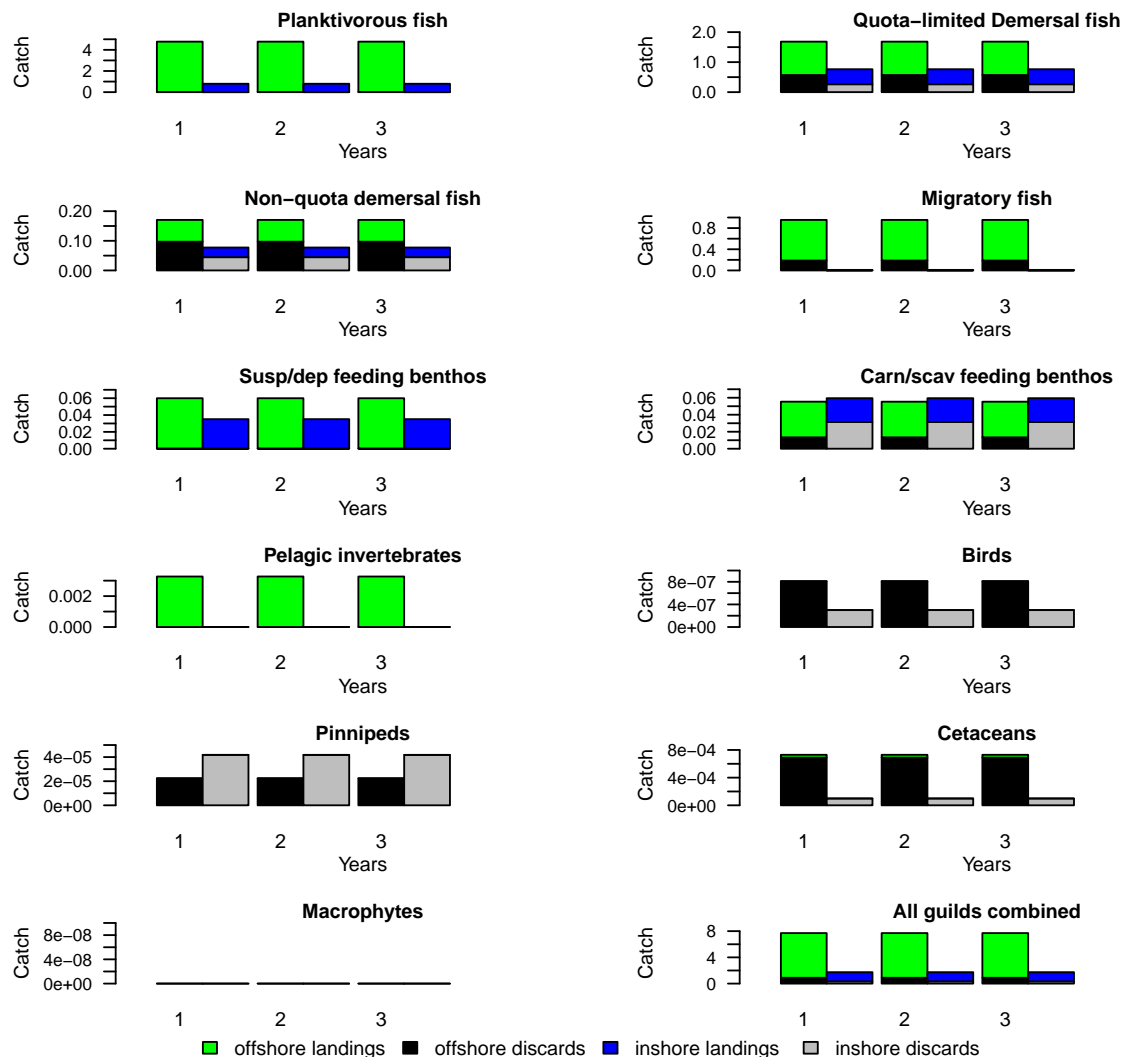 Planktivorous fish
Catch
4
2
0
1 2 3
Years
Quota−limited Demersal fish
Catch
2.0
1.0
0.0
1 2 3
Years
Non−quota demersal fish
Catch
0.20
0.10
0.00
1 2 3
Years
Migratory fish
Catch
0.8
0.4
0.0
1 2 3
Years
Susp/dep feeding benthos
Catch
0.06
0.04
0.02
0.00
1 2 3
Years
Carn/scav feeding benthos
Catch
0.06
0.04
0.02
0.00
1 2 3
Years
Pelagic invertebrates
Catch
0.002
0.000
1 2 3
Years
Birds
Catch
8e−07
4e−07
0e+00
1 2 3
Years
Pinnipeds
Catch
4e−05
2e−05
0e+00
1 2 3
Years
Cetaceans
Catch
8e−04
4e−04
0e+00
1 2 3
Years
Macrophytes
Catch
8e−08
4e−08
0e+00
1 2 3
All guilds combined
Catch
8
4
0
1 2 3
offshore landings offshore discards inshore landings inshore discards